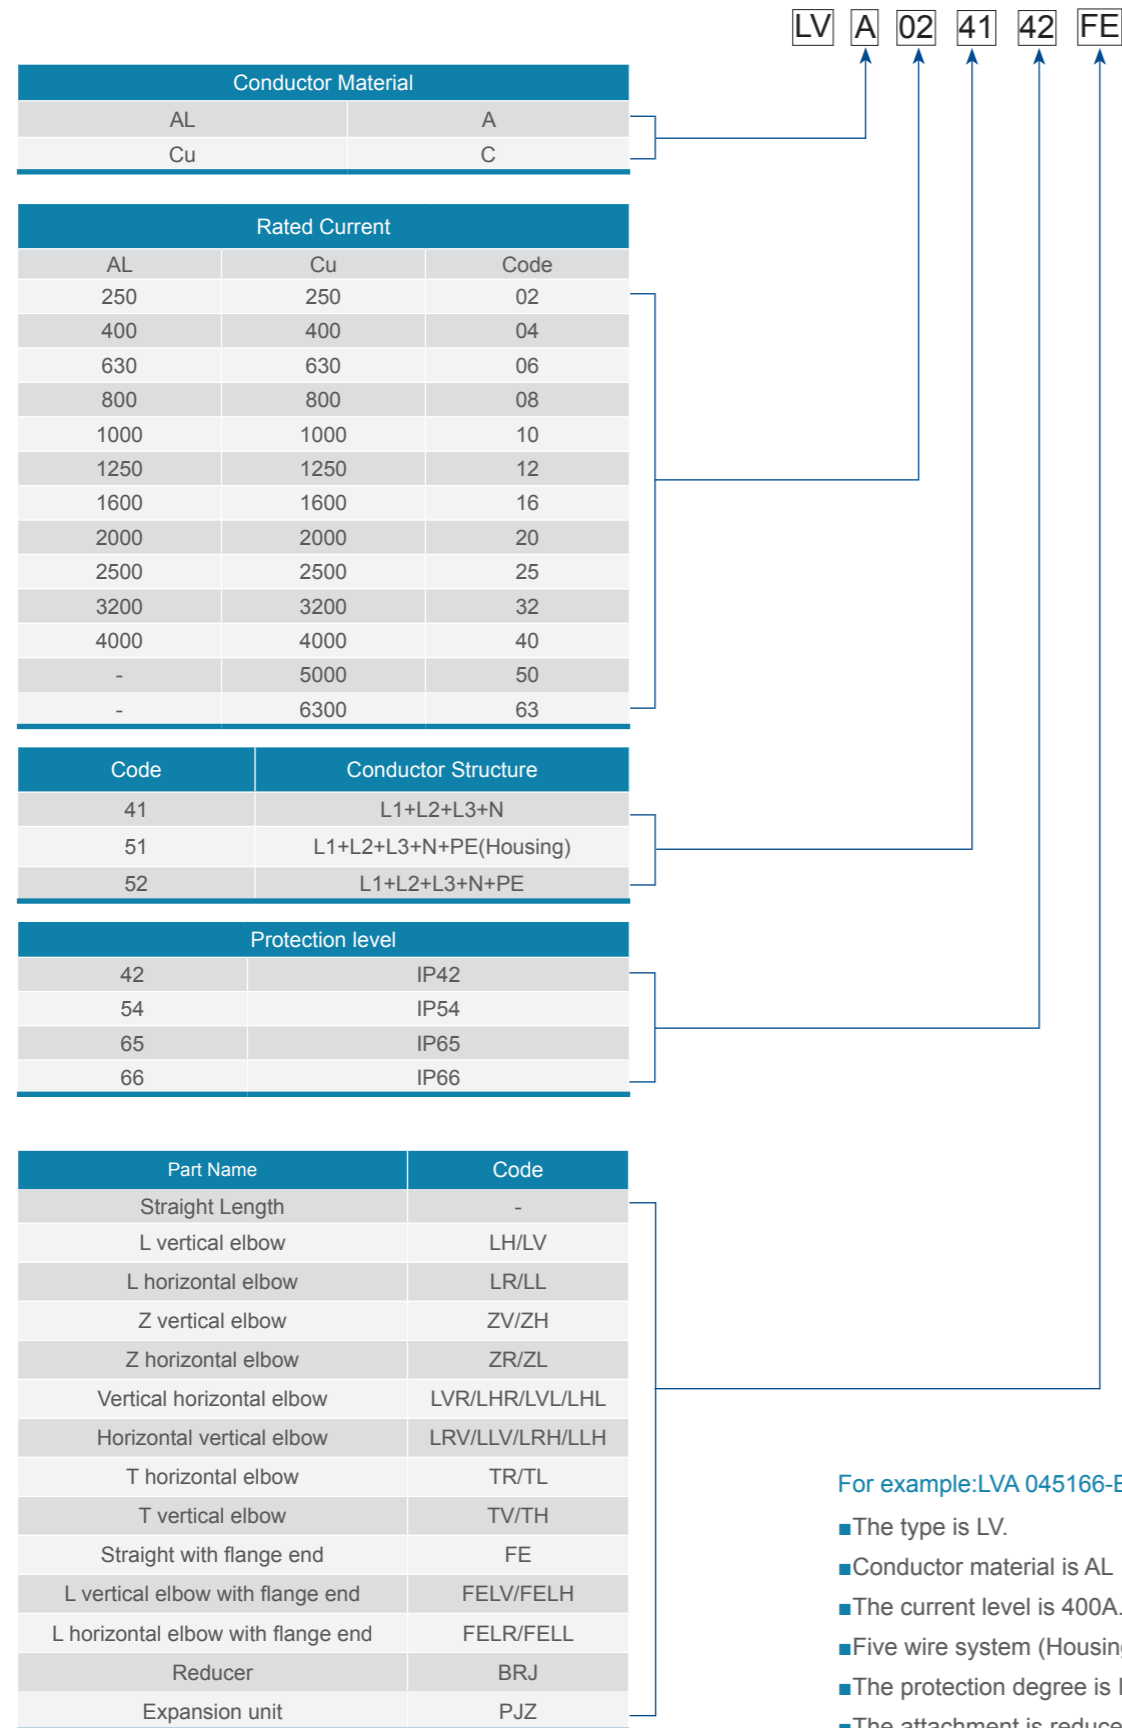 LV A 02 41 42 FE
Conductor Material
AL A
Cu C
Rated Current
AL Cu Code
250 250 02
400 400 04
630 630 06
800 800 08
1000 1000 10
1250 1250 12
1600 1600 16
2000 2000 20
2500 2500 25
3200 3200 32
4000 4000 40
- 5000 50
- 6300 63
Code Conductor Structure
41 L1+L2+L3+N
51 L1+L2+L3+N+PE(Housing)
52 L1+L2+L3+N+PE
Protection level
42 IP42
54 IP54
65 IP65
66 IP66
Part Name Code
Straight Length -
L vertical elbow LH/LV
L horizontal elbow LR/LL
Z vertical elbow ZV/ZH
Z horizontal elbow ZR/ZL
Vertical horizontal elbow LVR/LHR/LVL/LHL
Horizontal vertical elbow LRV/LLV/LRH/LLH
T horizontal elbow TR/TL
T vertical elbow TV/TH
Straight with flange end FE
L vertical elbow with flange end FELV/FELH
L horizontal elbow with flange end FELR/FELL
Reducer BRJ
Expansion unit PJZ
For example:LVA 045166-
■The type is LV.
■Conductor material is AL
■The current level is 400A.
■Five wire system (Housing
■The protection degree is
■The attachment is reduce